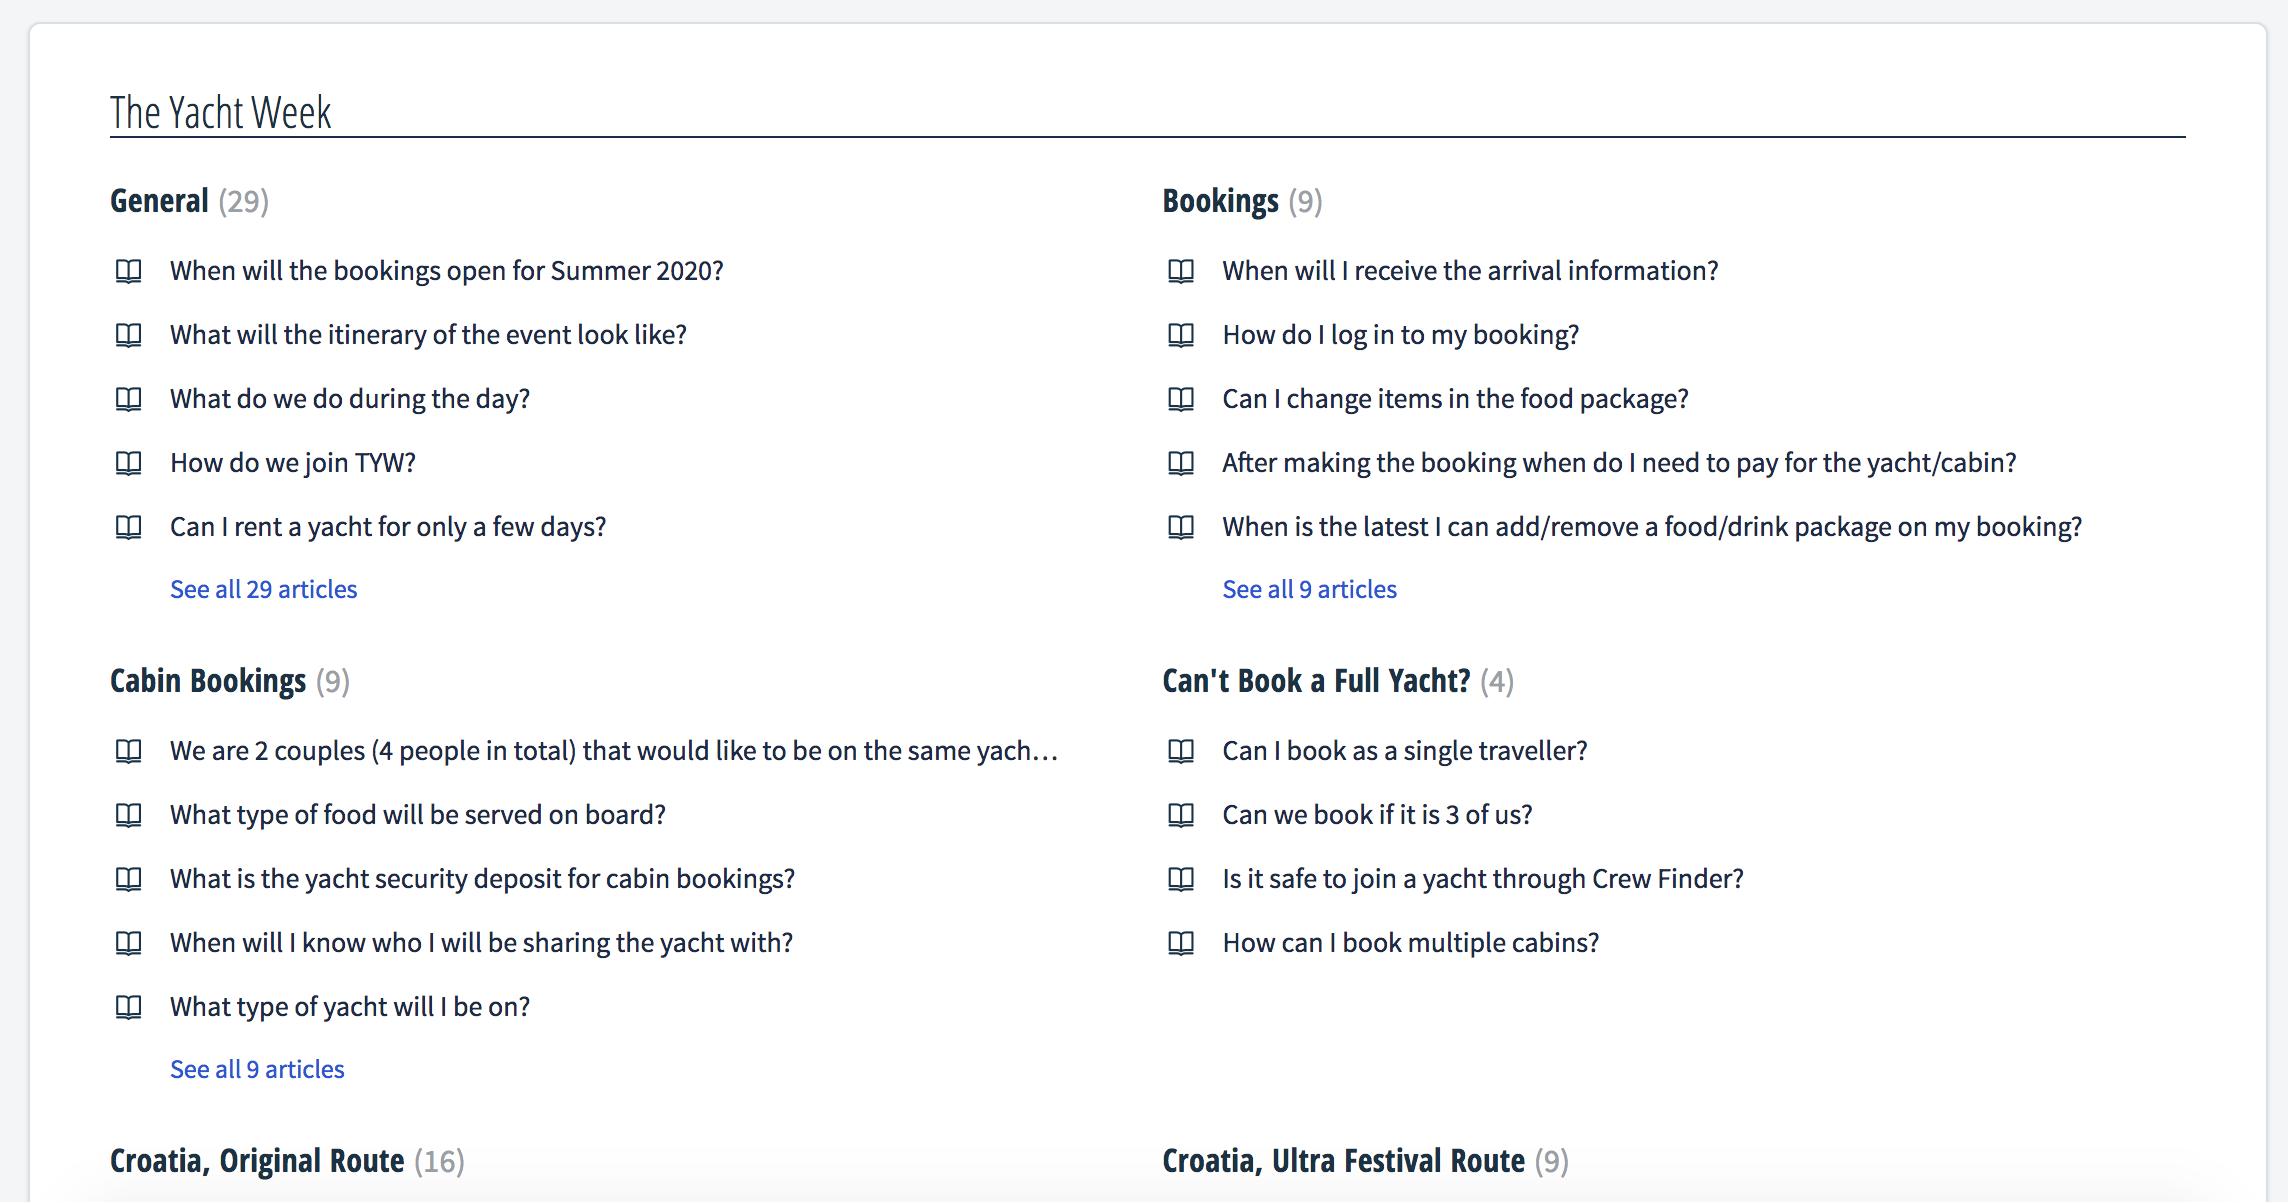 The Yacht Week
General (29)
When will the bookings open for Summer 2020?
What will the itinerary of the event look like?
What do we do during the day?
How do we join TYW?
Can I rent a yacht for only a few days?
See all 29 articles
Bookings (9)
When will I receive the arrival information?
How do I log in to my booking?
Can I change items in the food package?
After making the booking when do I need to pay for the yacht/cabin?
When is the latest I can add/remove a food/drink package on my booking?
See all 9 articles
Cabin Bookings (9)
We are 2 couples (4 people in total) that would like to be on the same yach…
What type of food will be served on board?
What is the yacht security deposit for cabin bookings?
When will I know who I will be sharing the yacht with?
What type of yacht will I be on?
See all 9 articles
Can't Book a Full Yacht? (4)
Can I book as a single traveller?
Can we book if it is 3 of us?
Is it safe to join a yacht through Crew Finder?
How can I book multiple cabins?
Croatia, Original Route (16)
Croatia, Ultra Festival Route (9)